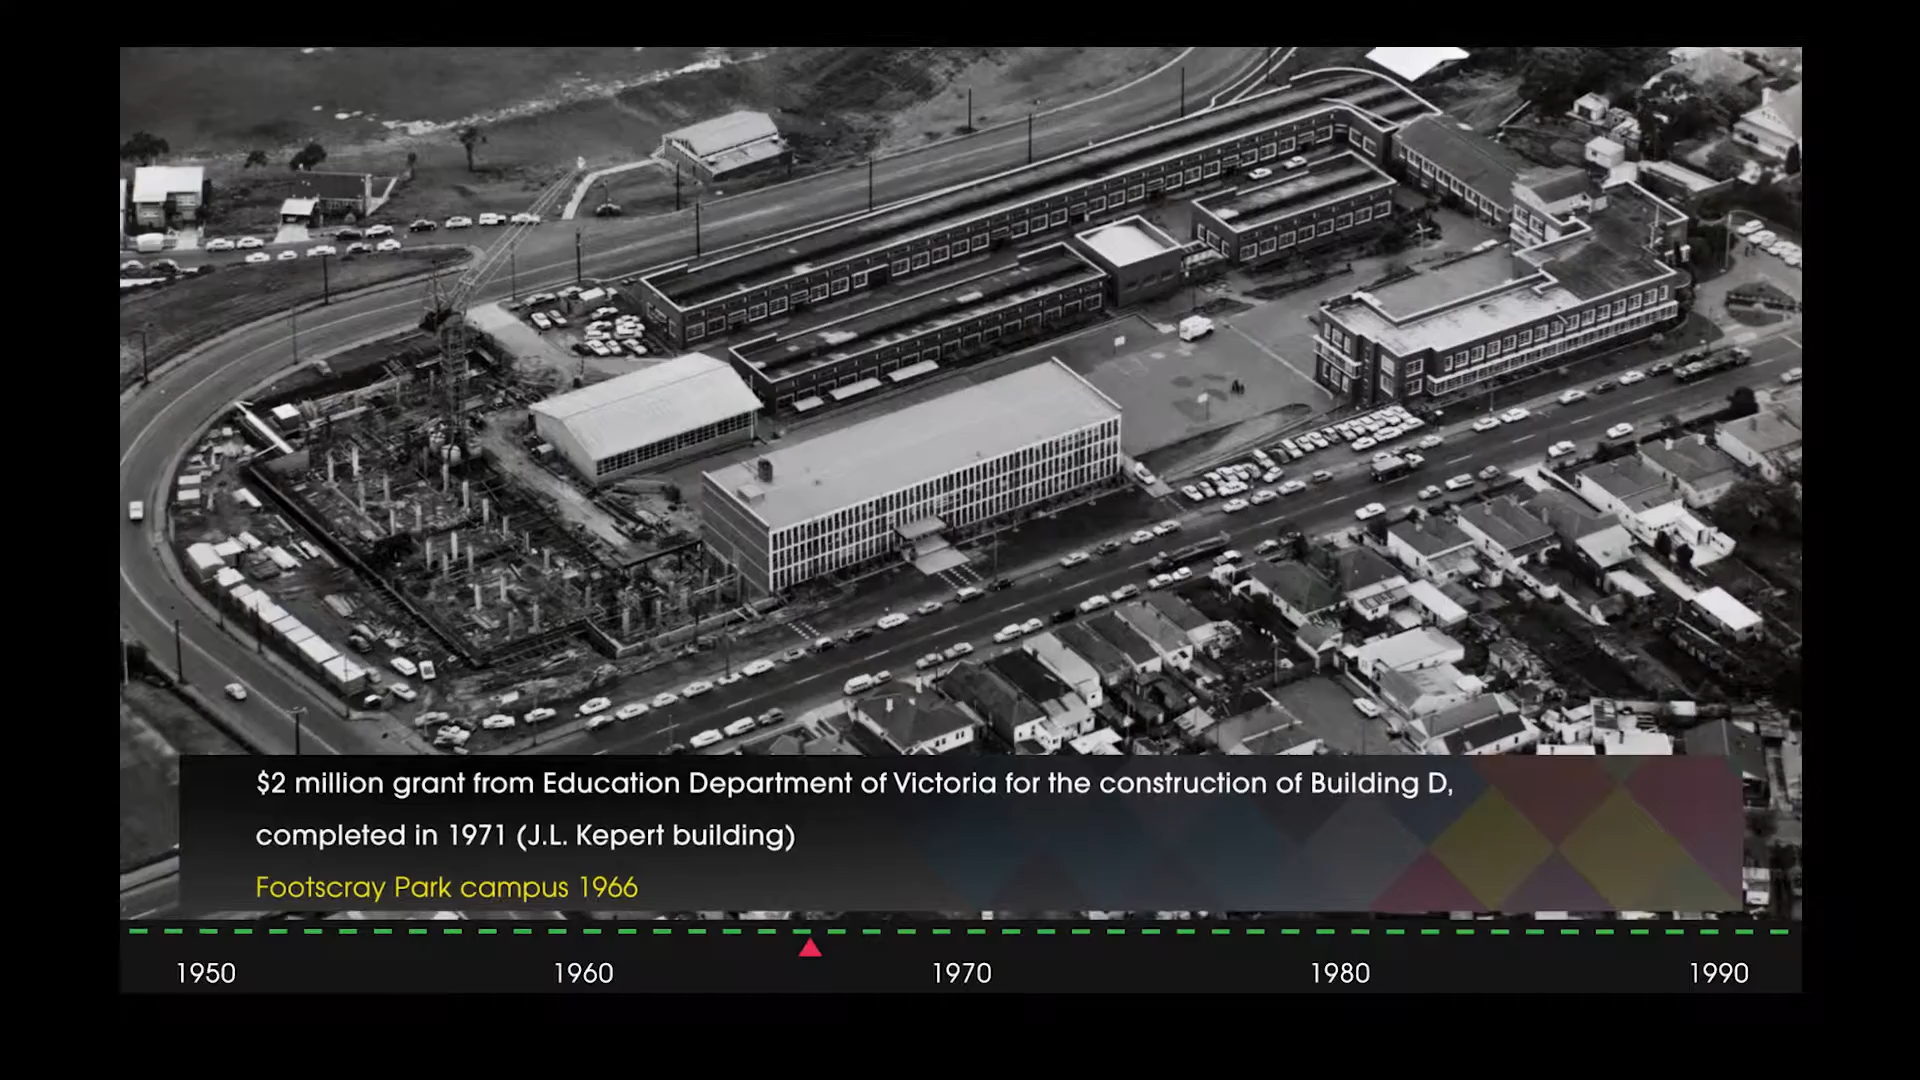 $2 million grant from Education Department of Victoria for the construction of Building D,
completed in 1971 (J.L. Kepert building)
Footscray Park campus 1966
1950 1960 1970 1980 1990